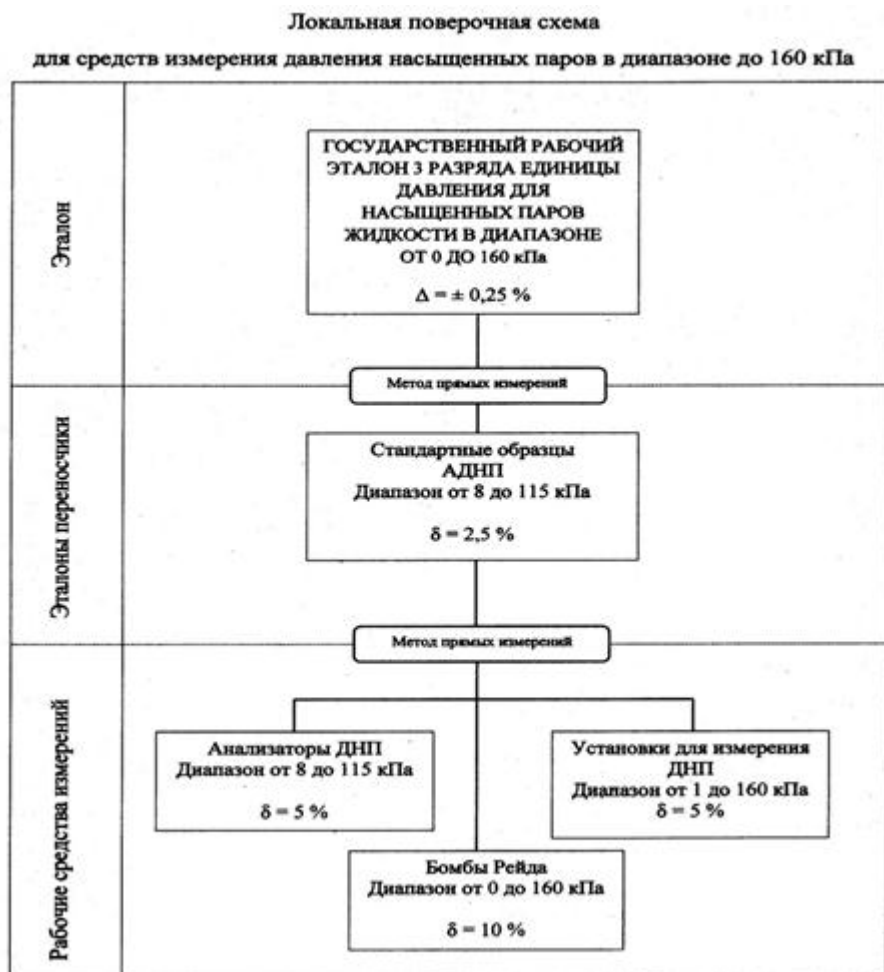 Локальная поверочная схема
для средств измерения давления насыщенных паров в диапазоне до 160 кПа
Эталон
ГОСУДАРСТВЕННЫЙ РАБОЧИЙ
ЭТАЛОН 3 РАЗРЯДА ЕДИНИЦЫ
ДАВЛЕНИЯ ДЛЯ
НАСЫЩЕННЫХ ПАРОВ
ЖИДКОСТИ В ДИАПАЗОНЕ
ОТ 0 ДО 160 кПа
Δ = ± 0,25 %
Метод прямых измерений
Эталоны переносчики
Стандартные образцы
АДНП
Диапазон от 8 до 115 кПа
δ = 2,5 %
Метод прямых измерений
Рабочие средства измерений
Анализаторы ДНП
Диапазон от 8 до 115 кПа
δ = 5 %
Установки для измерения
ДНП
Диапазон от 1 до 160 кПа
δ = 5 %
Бомбы Рейда
Диапазон от 0 до 160 кПа
δ = 10 %